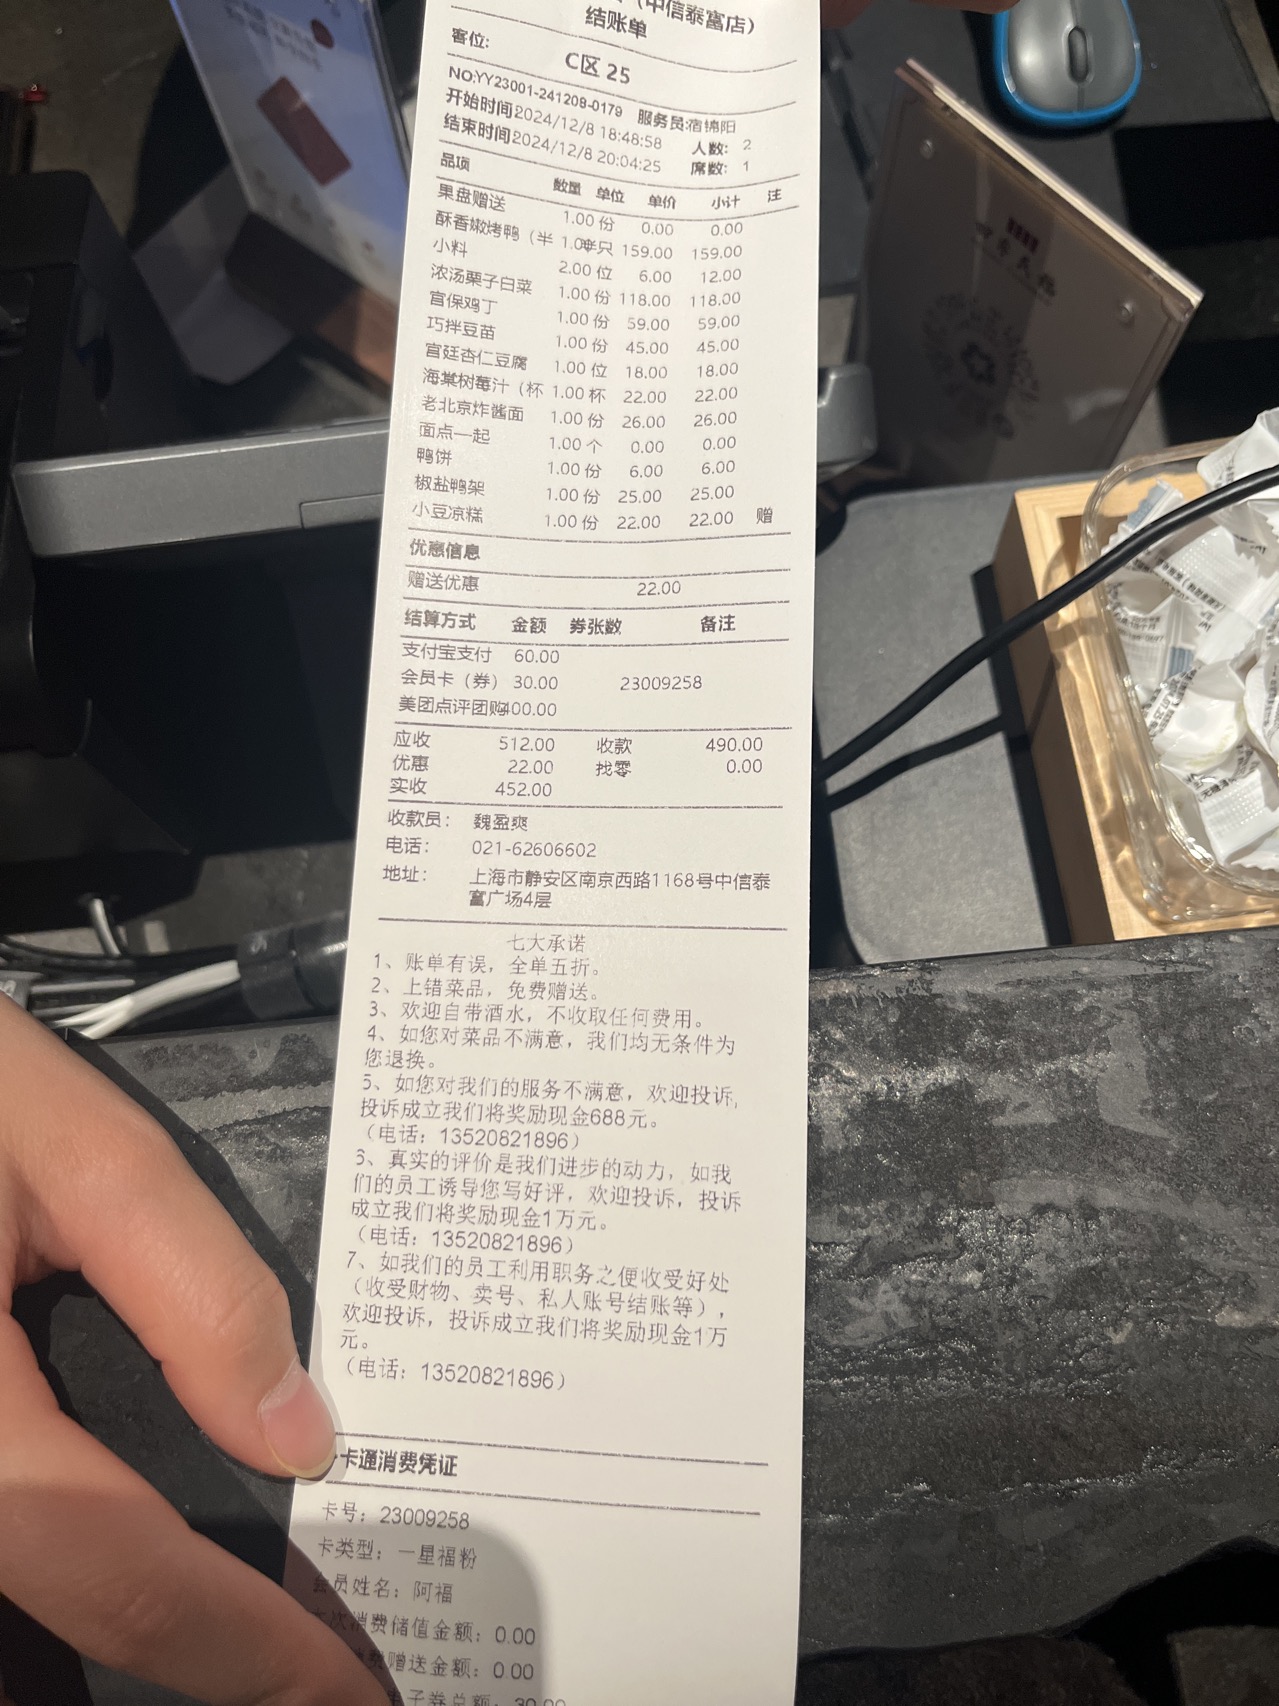 （中信泰富店）
结账单
客位: C区 25
NO:YY23001-241208-0179 服务员:宿锦阳
开始时间2024/12/8 18:48:58 人数: 2
结束时间2024/12/8 20:04:25 席数: 1
品项 数量 单位 单价 小计 注
果盘赠送 1.00 份 0.00 0.00
酥香嫩烤鸭（半 1.00 半只 159.00 159.00
小料 2.00 位 6.00 12.00
浓汤栗子白菜 1.00 份 118.00 118.00
宫保鸡丁 1.00 份 59.00 59.00
巧拌豆苗 1.00 份 45.00 45.00
宫廷杏仁豆腐 1.00 位 18.00 18.00
海棠树莓汁（杯 1.00 杯 22.00 22.00
老北京炸酱面 1.00 份 26.00 26.00
面点一起 1.00 个 0.00 0.00
鸭饼 1.00 份 6.00 6.00
椒盐鸭架 1.00 份 25.00 25.00
小豆凉糕 1.00 份 22.00 22.00 赠
优惠信息
赠送优惠 22.00
结算方式 金额 券张数 备注
支付宝支付 60.00
会员卡（券） 30.00 23009258
美团点评团购400.00
应收 512.00 收款 490.00
优惠 22.00 找零 0.00
实收 452.00
收款员: 魏盈爽
电话: 021-62606602
地址: 上海市静安区南京西路1168号中信泰
富广场4层
七大承诺
1、账单有误，全单五折。
2、上错菜品，免费赠送。
3、欢迎自带酒水，不收取任何费用。
4、如您对菜品不满意，我们均无条件为
您退换。
5、如您对我们的服务不满意，欢迎投诉，
投诉成立我们将奖励现金688元。
（电话：13520821896）
6、真实的评价是我们进步的动力，如我
们的员工诱导您写好评，欢迎投诉，投诉
成立我们将奖励现金1万元。
（电话：13520821896）
7、如我们的员工利用职务之便收受好处
（收受财物、卖号、私人账号结账等），
欢迎投诉，投诉成立我们将奖励现金1万
元。
（电话：13520821896）
卡通消费凭证
卡号：23009258
卡类型：一星福粉
会员姓名：阿福
次消费储值金额：0.00
赠送金额：0.00
子券总额：30.00